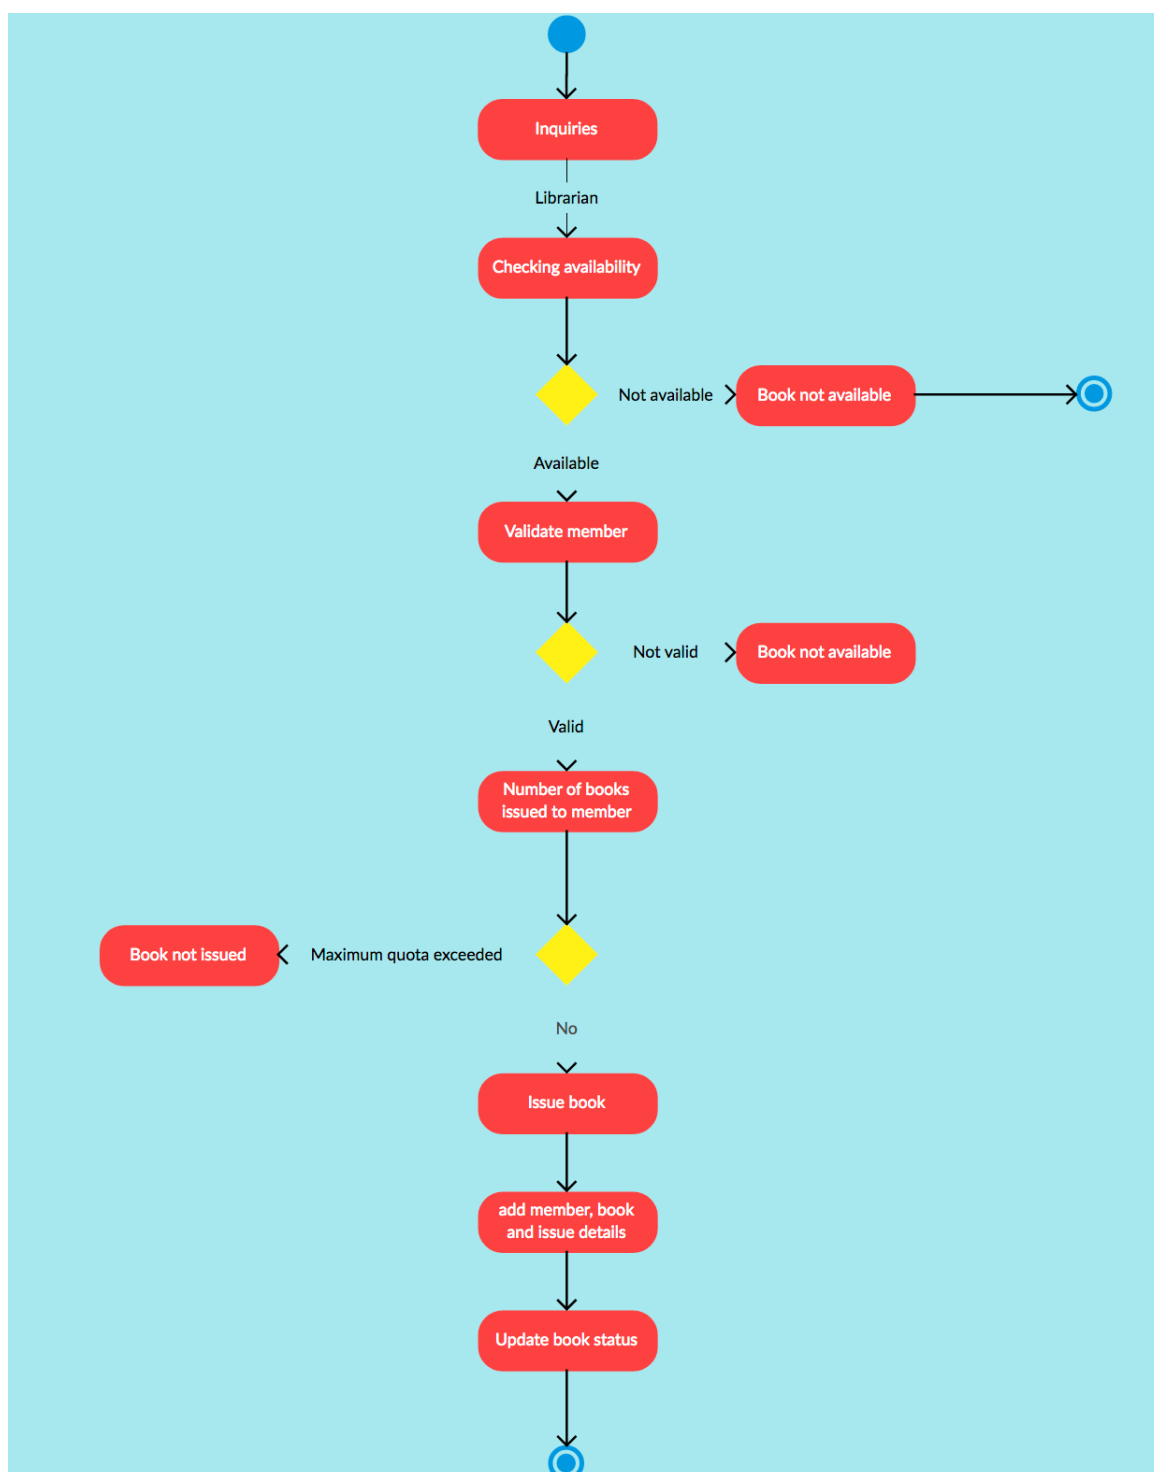 Inquiries
Librarian
Checking availability
Not available
Book not available
Available
Validate member
Not valid
Book not available
Valid
Number of books
issued to member
Book not issued
Maximum quota exceeded
No
Issue book
add member, book
and issue details
Update book status